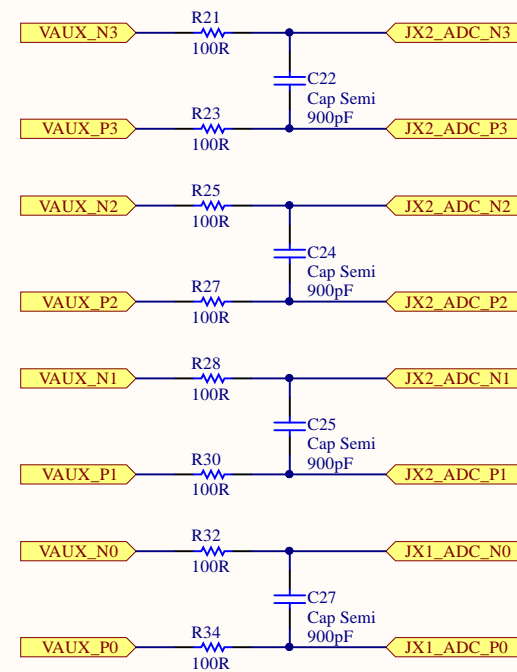 VAUX_N3 R21 100R JX2_ADC_N3
C22
Cap Semi
900pF
VAUX_P3 R23 100R JX2_ADC_P3
VAUX_N2 R25 100R JX2_ADC_N2
C24
Cap Semi
900pF
VAUX_P2 R27 100R JX2_ADC_P2
VAUX_N1 R28 100R JX2_ADC_N1
C25
Cap Semi
900pF
VAUX_P1 R30 100R JX2_ADC_P1
VAUX_N0 R32 100R JX1_ADC_N0
C27
Cap Semi
900pF
VAUX_P0 R34 100R JX1_ADC_P0